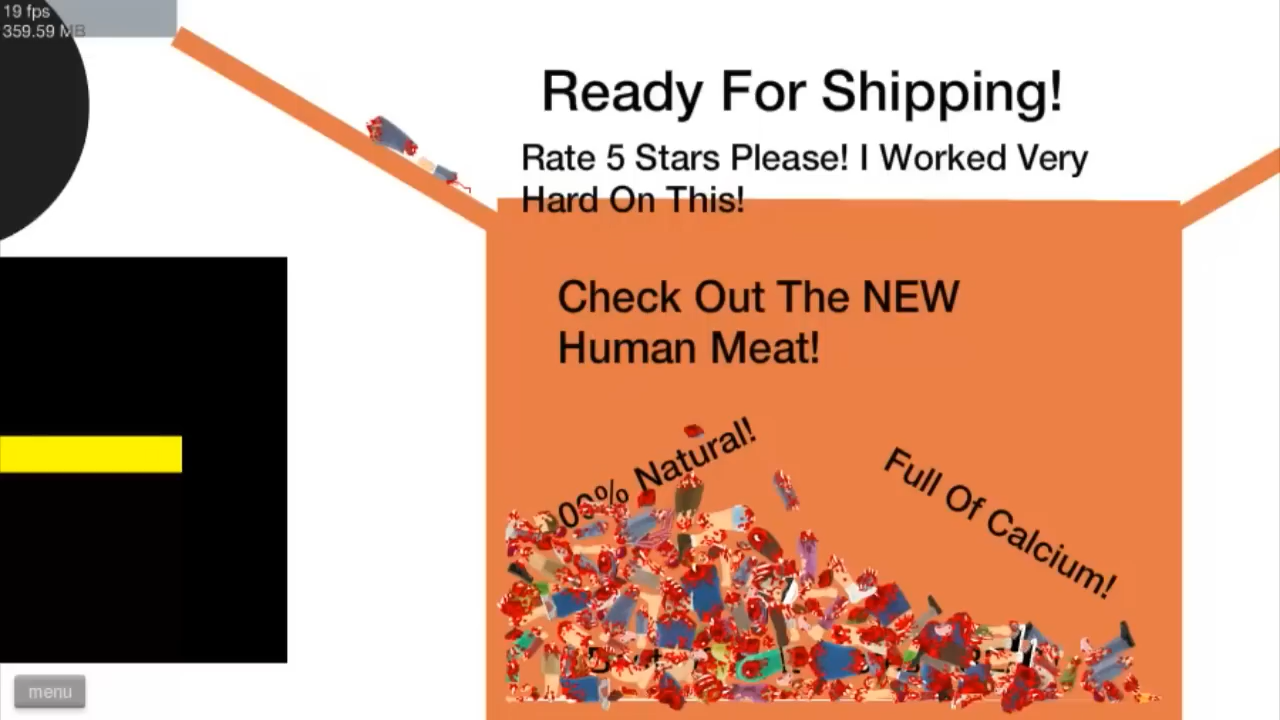 19 fps
359.59 MB
Ready For Shipping!
Rate 5 Stars Please! I Worked Very
Hard On This!
Check Out The NEW
Human Meat!
00% Natural!
Full Of Calcium!
menu